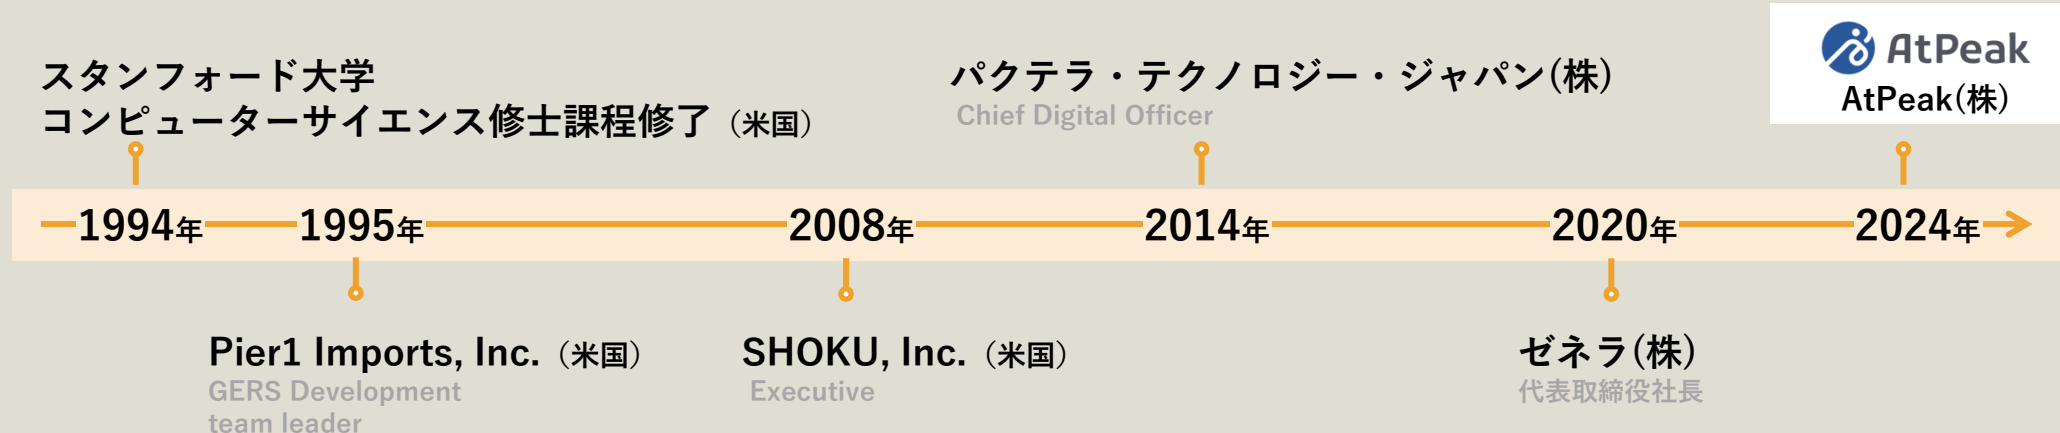 スタンフォード大学
コンピューターサイエンス修士課程修了（米国）
パクテラ・テクノロジー・ジャパン(株)
Chief Digital Officer
AtPeak
AtPeak(株)
1994年 1995年 2008年 2014年 2020年 2024年
Pier1 Imports, Inc.（米国）
GERS Development
team leader
SHOKU, Inc.（米国）
Executive
ゼネラ(株)
代表取締役社長